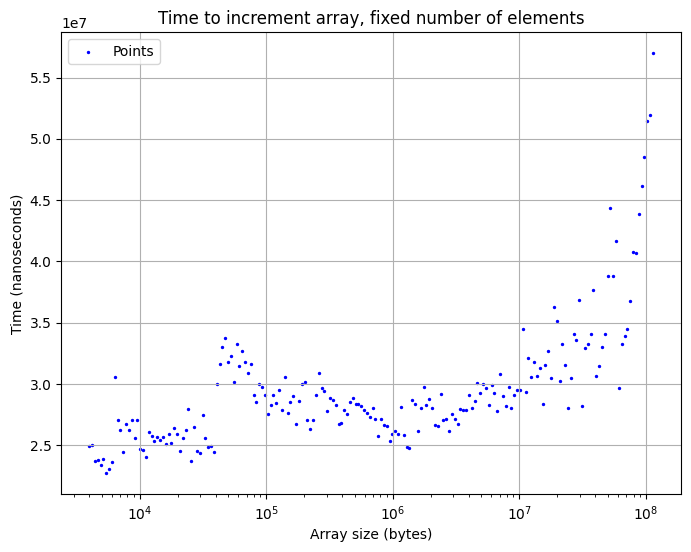 Time to increment array, fixed number of elements
1e7
Points
5.5
5.0
4.5
4.0
3.5
3.0
2.5
Time (nanoseconds)
10^4 10^5 10^6 10^7 10^8
Array size (bytes)